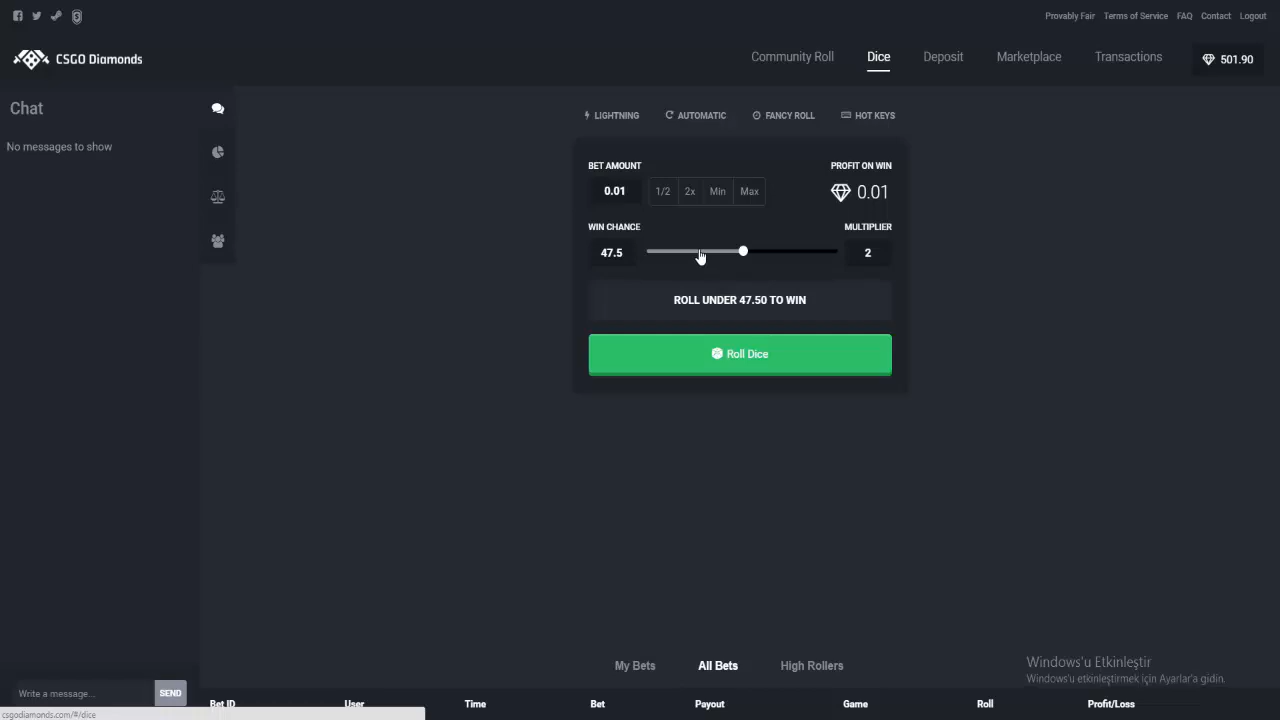 Provably Fair Terms of Service FAQ Contact Logout
CSGO Diamonds
Community Roll Dice Deposit Marketplace Transactions 501.90
Chat
No messages to show
LIGHTNING AUTOMATIC FANCY ROLL HOT KEYS
BET AMOUNT PROFIT ON WIN
0.01 1/2 2x Min Max 0.01
WIN CHANCE MULTIPLIER
47.5 2
ROLL UNDER 47.50 TO WIN
Roll Dice
My Bets All Bets High Rollers
Windows'u Etkinleştir
Windows'u etkinleştirmek için Ayarlar'a gidin.
Write a message... SEND
Bet ID User Time Bet Payout Game Roll Profit/Loss
csgodiamonds.com/#/dice